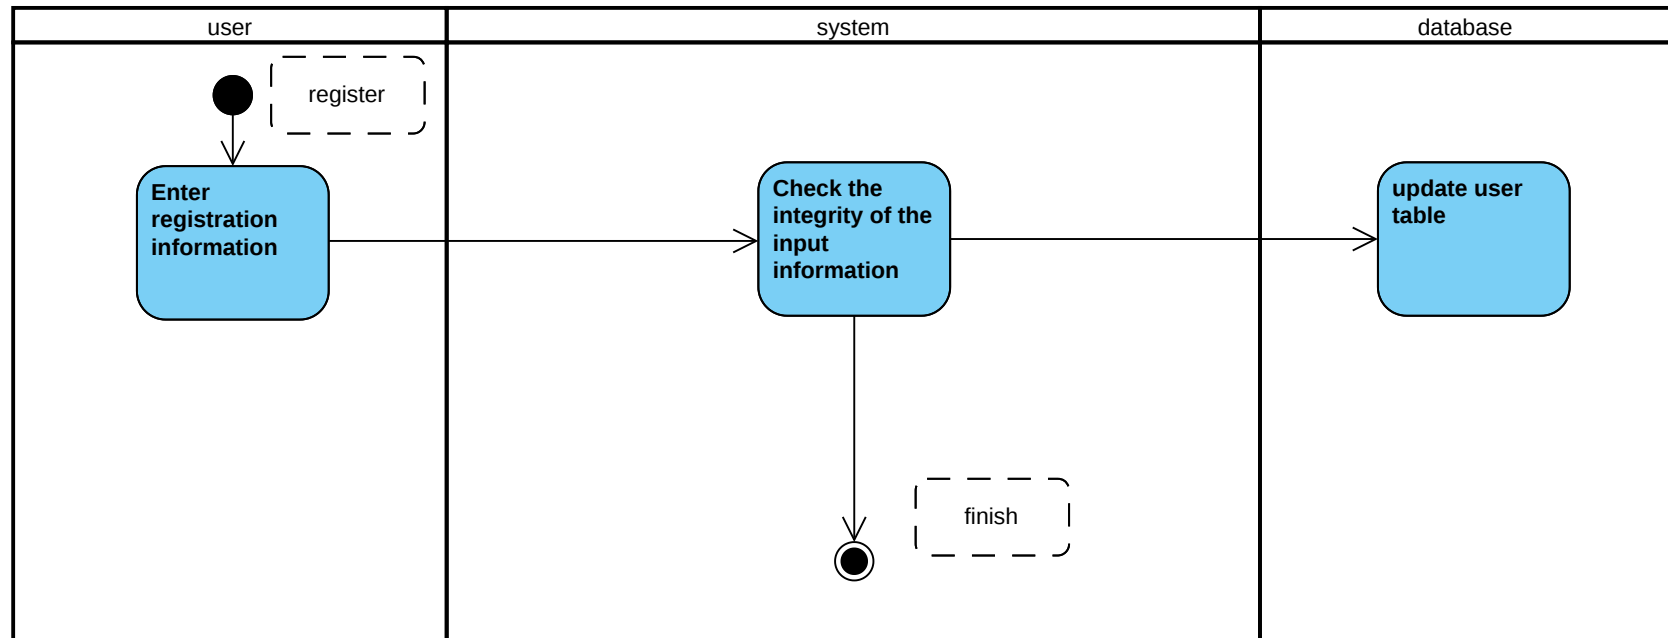 user
system
database
register
Enter
registration
information
Check the
integrity of the
input
information
update user
table
finish